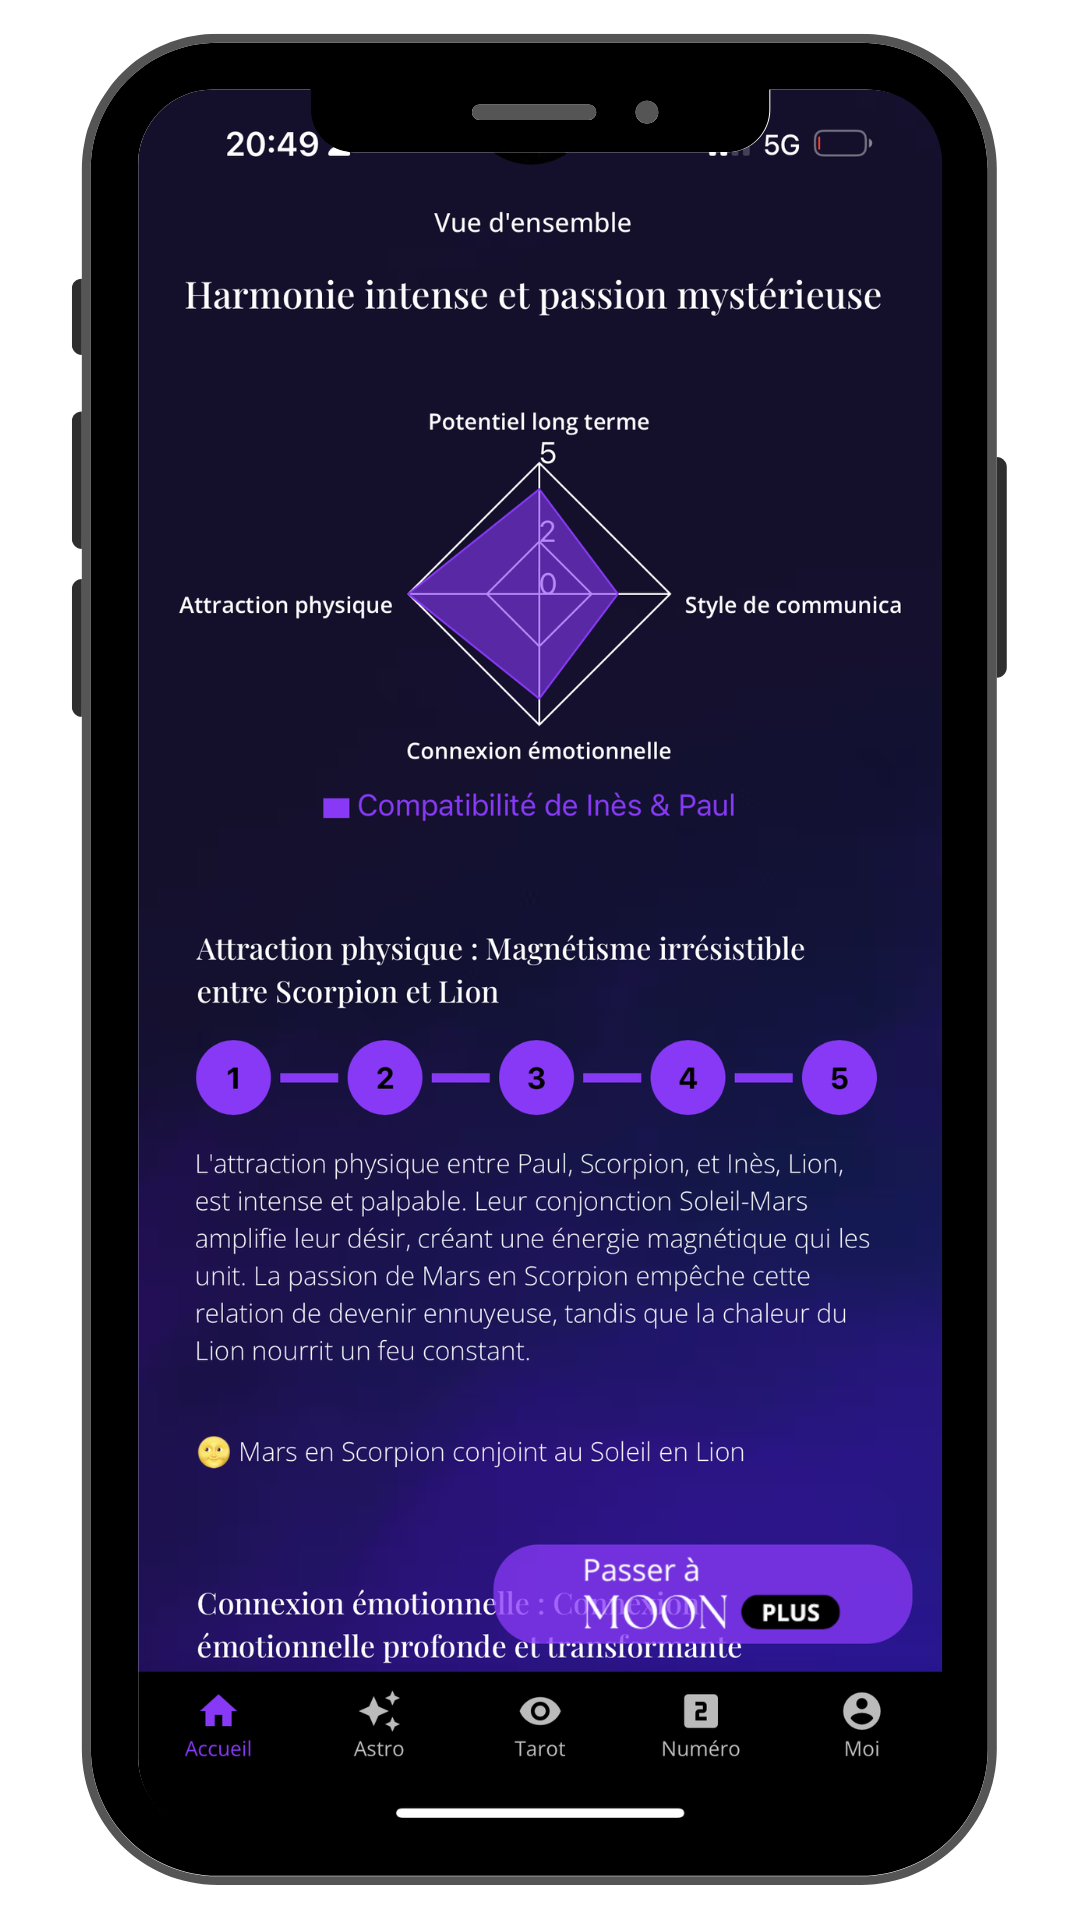 20:49
5G
Vue d'ensemble
Harmonie intense et passion mystérieuse
Potentiel long terme
5
2
0
Attraction physique
Style de communica
Connexion émotionnelle
Compatibilité de Inès & Paul
Attraction physique : Magnétisme irrésistible
entre Scorpion et Lion
1 2 3 4 5
L'attraction physique entre Paul, Scorpion, et Inès, Lion,
est intense et palpable. Leur conjonction Soleil-Mars
amplifie leur désir, créant une énergie magnétique qui les
unit. La passion de Mars en Scorpion empêche cette
relation de devenir ennuyeuse, tandis que la chaleur du
Lion nourrit un feu constant.
🌝 Mars en Scorpion conjoint au Soleil en Lion
Passer à
MOON PLUS
Connexion émotionnelle : Connexion
émotionnelle profonde et transformante
Accueil
Astro
Tarot
2
Numéro
Moi